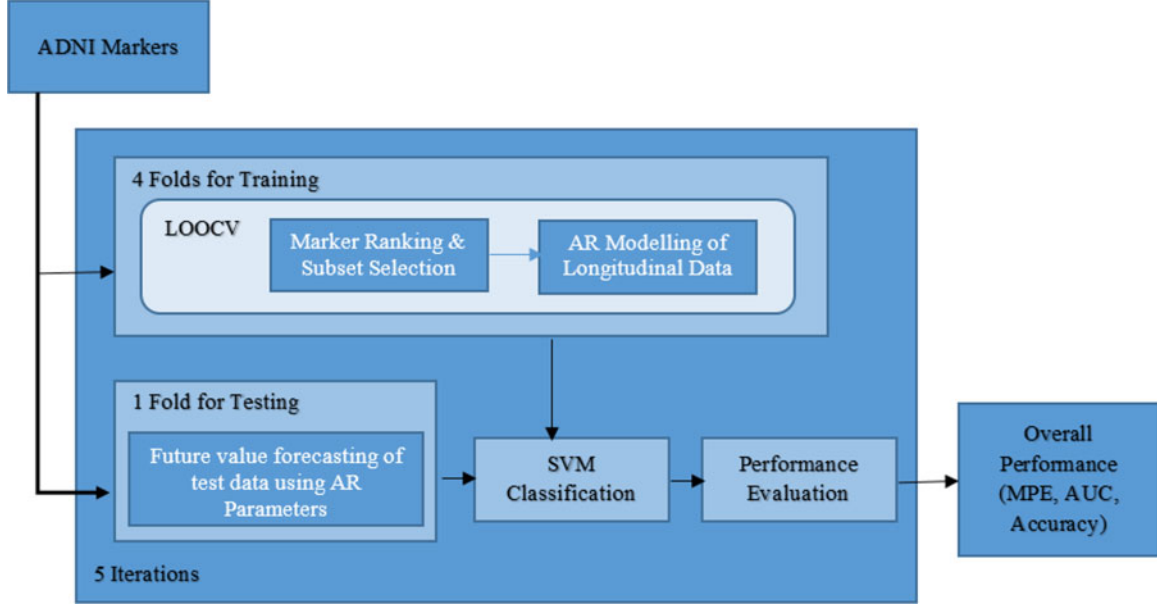 ADNI Markers
4 Folds for Training
LOOCV
Marker Ranking &
Subset Selection
AR Modelling of
Longitudinal Data
1 Fold for Testing
Future value forecasting of
test data using AR
Parameters
SVM
Classification
Performance
Evaluation
Overall
Performance
(MPE, AUC,
Accuracy)
5 Iterations